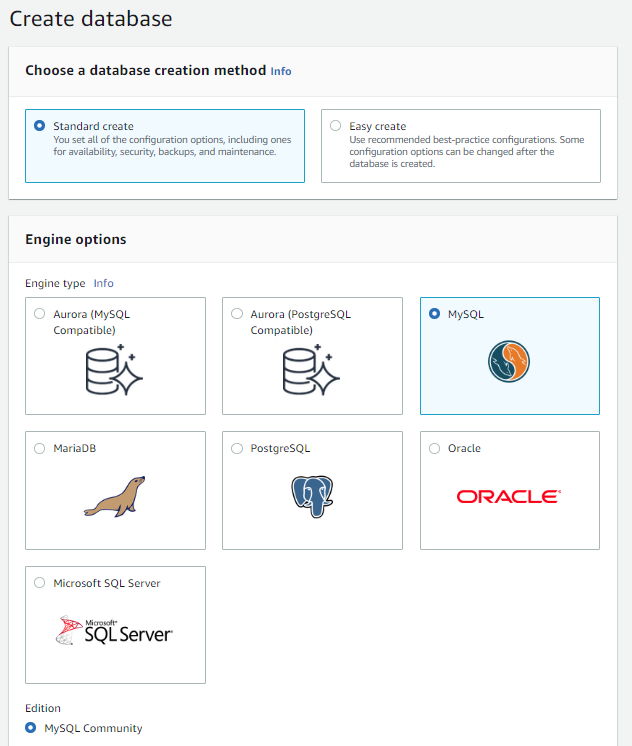 Create database
Choose a database creation method Info
Standard create
You set all of the configuration options, including ones
for availability, security, backups, and maintenance.
Easy create
Use recommended best-practice configurations. Some
configuration options can be changed after the
database is created.
Engine options
Engine type Info
Aurora (MySQL
Compatible)
Aurora (PostgreSQL
Compatible)
MySQL
MariaDB
PostgreSQL
Oracle
ORACLE
Microsoft SQL Server
Microsoft
SQL Server
Edition
MySQL Community